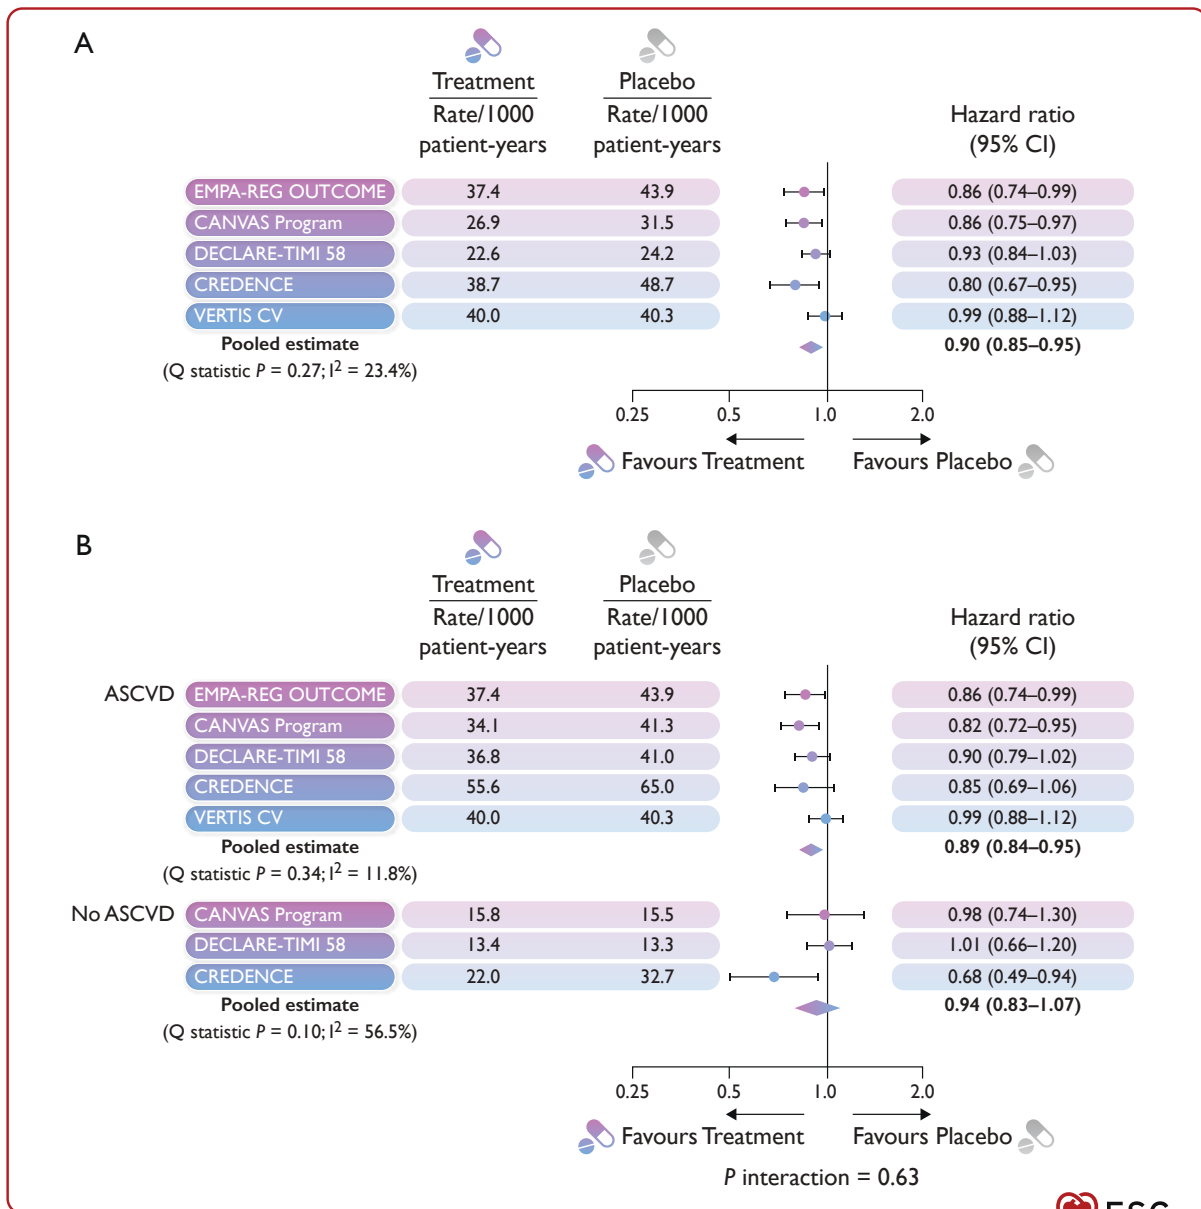 A
Treatment Placebo
Rate/1000 Rate/1000 Hazard ratio
patient-years patient-years (95% CI)
EMPA-REG OUTCOME 37.4 43.9 0.86 (0.74–0.99)
CANVAS Program 26.9 31.5 0.86 (0.75–0.97)
DECLARE-TIMI 58 22.6 24.2 0.93 (0.84–1.03)
CREDENCE 38.7 48.7 0.80 (0.67–0.95)
VERTIS CV 40.0 40.3 0.99 (0.88–1.12)
Pooled estimate 0.90 (0.85–0.95)
(Q statistic P = 0.27; I² = 23.4%)
0.25 0.5 1.0 2.0
Favours Treatment Favours Placebo
B
Treatment Placebo
Rate/1000 Rate/1000 Hazard ratio
patient-years patient-years (95% CI)
ASCVD EMPA-REG OUTCOME 37.4 43.9 0.86 (0.74–0.99)
CANVAS Program 34.1 41.3 0.82 (0.72–0.95)
DECLARE-TIMI 58 36.8 41.0 0.90 (0.79–1.02)
CREDENCE 55.6 65.0 0.85 (0.69–1.06)
VERTIS CV 40.0 40.3 0.99 (0.88–1.12)
Pooled estimate 0.89 (0.84–0.95)
(Q statistic P = 0.34; I² = 11.8%)
No ASCVD CANVAS Program 15.8 15.5 0.98 (0.74–1.30)
DECLARE-TIMI 58 13.4 13.3 1.01 (0.66–1.20)
CREDENCE 22.0 32.7 0.68 (0.49–0.94)
Pooled estimate 0.94 (0.83–1.07)
(Q statistic P = 0.10; I² = 56.5%)
0.25 0.5 1.0 2.0
Favours Treatment Favours Placebo
P interaction = 0.63
ESC